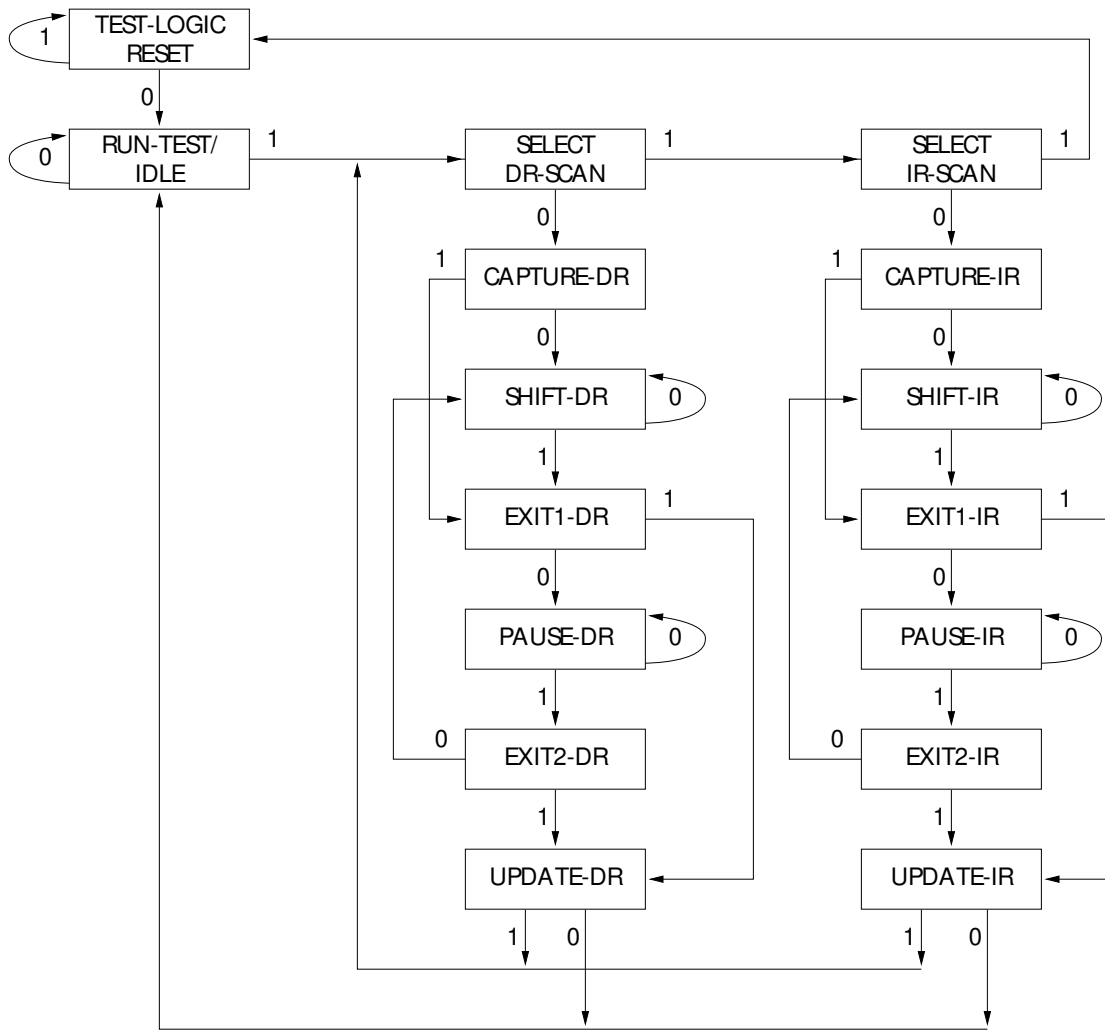 TEST-LOGIC
RESET
1
0
RUN-TEST/
IDLE
0
1
SELECT
DR-SCAN
1
SELECT
IR-SCAN
1
0
0
1
CAPTURE-DR
1
CAPTURE-IR
0
0
SHIFT-DR
0
SHIFT-IR
0
1
1
EXIT1-DR
1
EXIT1-IR
1
0
0
PAUSE-DR
0
PAUSE-IR
0
1
1
0
EXIT2-DR
0
EXIT2-IR
1
1
UPDATE-DR
UPDATE-IR
1
0
1
0